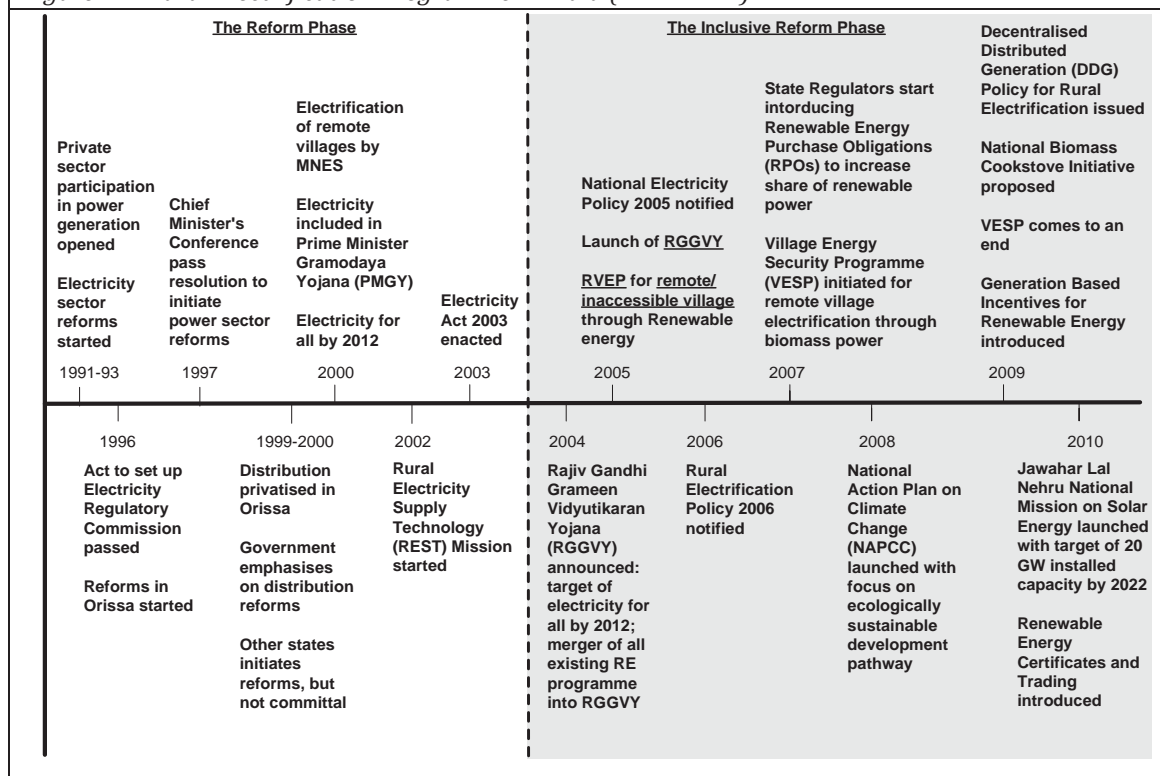 The Reform Phase
The Inclusive Reform Phase
Private
sector
participation
in power
generation
opened
Electricity
sector
reforms
started
1991-93
Chief
Minister's
Conference
pass
resolution to
initiate
power sector
reforms
1997
Electrification
of remote
villages by
MNES
Electricity
included in
Prime Minister
Gramodaya
Yojana (PMGY)
Electricity for
all by 2012
2000
Electricity
Act 2003
enacted
2003
National Electricity
Policy 2005 notified
Launch of RGGVY
RVEP for remote/
inaccessible village
through Renewable
energy
2005
State Regulators start
intorducing
Renewable Energy
Purchase Obligations
(RPOs) to increase
share of renewable
power
Village Energy
Security Programme
(VESP) initiated for
remote village
electrification through
biomass power
2007
Decentralised
Distributed
Generation (DDG)
Policy for Rural
Electrification issued
National Biomass
Cookstove Initiative
proposed
VESP comes to an
end
Generation Based
Incentives for
Renewable Energy
introduced
2009
1996
Act to set up
Electricity
Regulatory
Commission
passed
Reforms in
Orissa started
1999-2000
Distribution
privatised in
Orissa
Government
emphasises
on distribution
reforms
Other states
initiates
reforms, but
not committal
2002
Rural
Electricity
Supply
Technology
(REST) Mission
started
2004
Rajiv Gandhi
Grameen
Vidyutikaran
Yojana
(RGGVY)
announced:
target of
electricity for
all by 2012;
merger of all
existing RE
programme
into RGGVY
2006
Rural
Electrification
Policy 2006
notified
2008
National
Action Plan on
Climate
Change
(NAPCC)
launched with
focus on
ecologically
sustainable
development
pathway
2010
Jawahar Lal
Nehru National
Mission on Solar
Energy launched
with target of 20
GW installed
capacity by 2022
Renewable
Energy
Certificates and
Trading
introduced